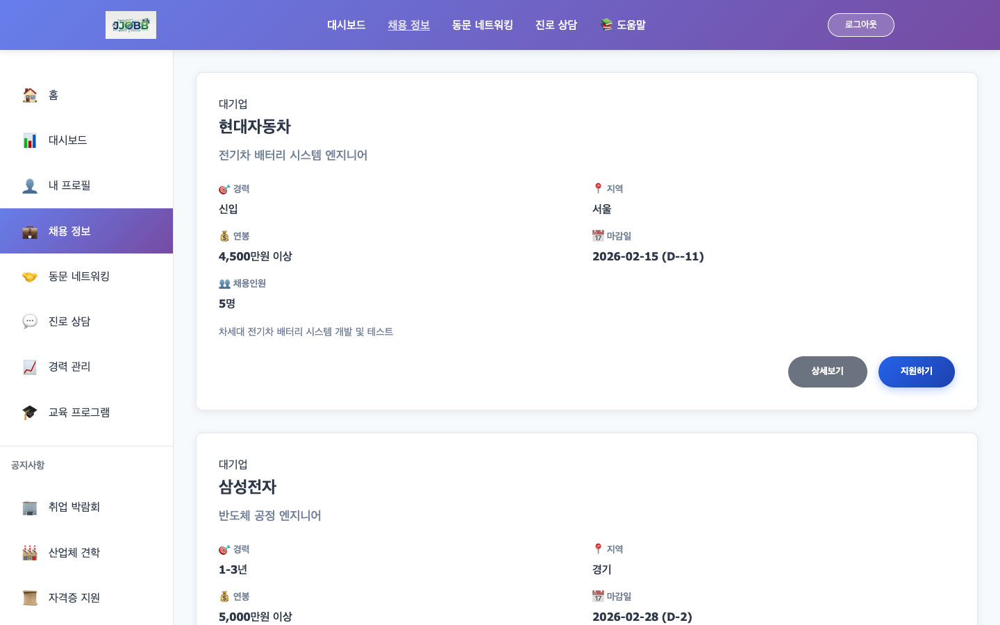 JJOBB
대시보드
채용 정보
동문 네트워킹
진로 상담
도움말
로그아웃
홈
대시보드
내 프로필
채용 정보
동문 네트워킹
진로 상담
경력 관리
교육 프로그램
공지사항
취업 박람회
산업체 견학
자격증 지원
대기업
현대자동차
전기차 배터리 시스템 엔지니어
경력
신입
지역
서울
연봉
4,500만원 이상
마감일
2026-02-15 (D--11)
채용인원
5명
차세대 전기차 배터리 시스템 개발 및 테스트
상세보기
지원하기
대기업
삼성전자
반도체 공정 엔지니어
경력
1-3년
지역
경기
연봉
5,000만원 이상
마감일
2026-02-28 (D-2)